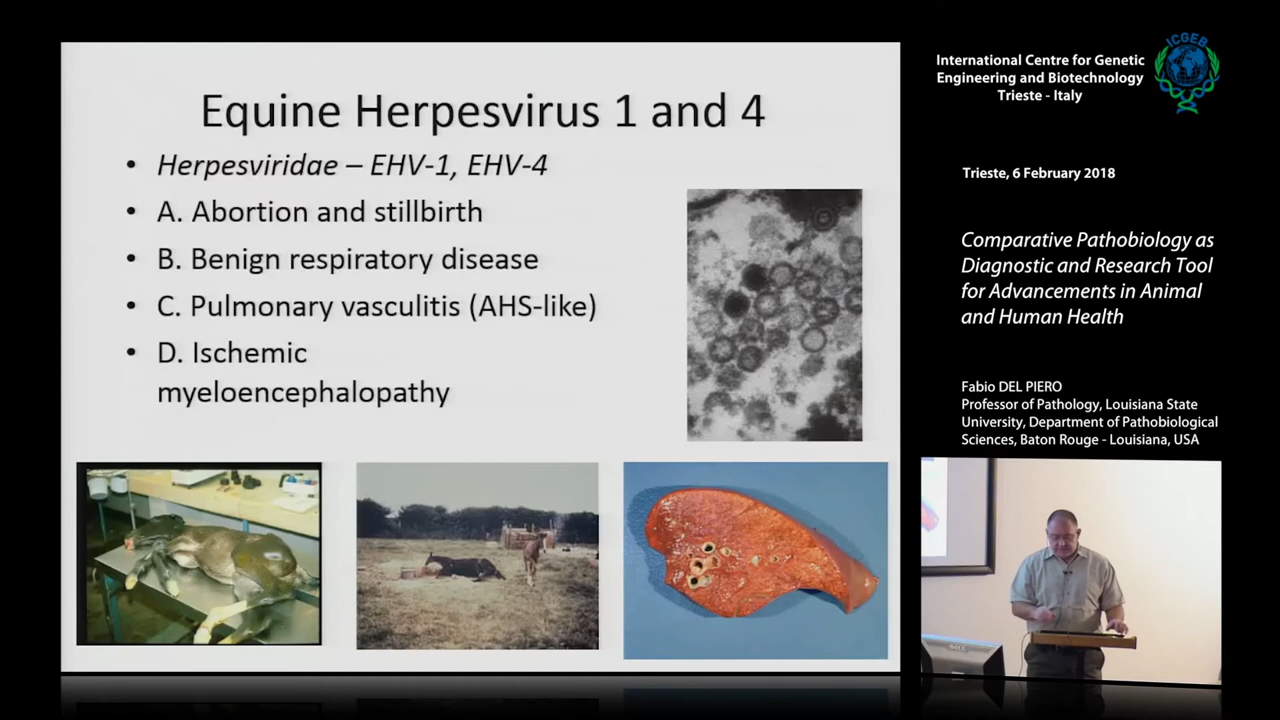 Equine Herpesvirus 1 and 4
• Herpesviridae – EHV-1, EHV-4
• A. Abortion and stillbirth
• B. Benign respiratory disease
• C. Pulmonary vasculitis (AHS-like)
• D. Ischemic
myeloencephalopathy
International Centre for Genetic
Engineering and Biotechnology
Trieste - Italy
ICGEB
Trieste, 6 February 2018
Comparative Pathobiology as
Diagnostic and Research Tool
for Advancements in Animal
and Human Health
Fabio DEL PIERO
Professor of Pathology, Louisiana State
University, Department of Pathobiological
Sciences, Baton Rouge - Louisiana, USA
DELL